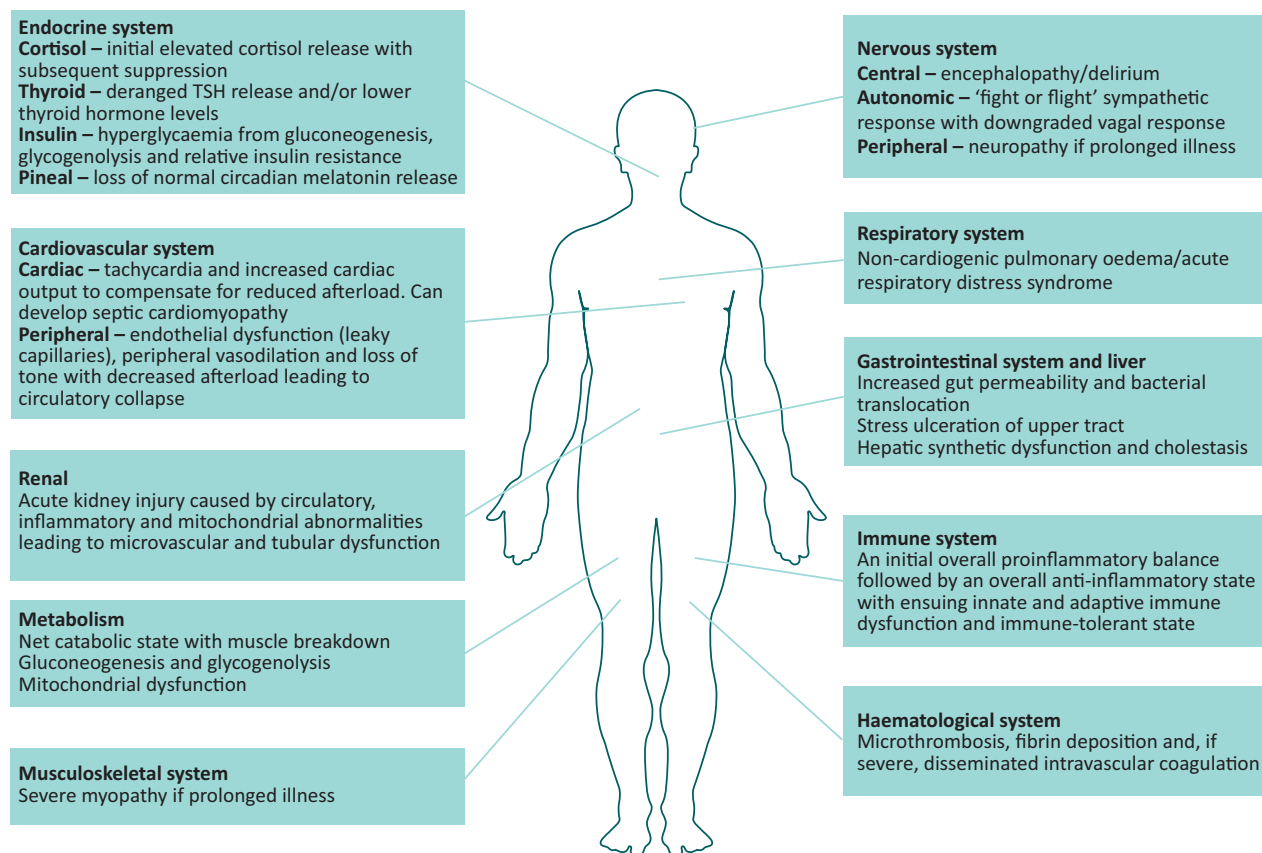 Endocrine system
Cortisol – initial elevated cortisol release with
subsequent suppression
Thyroid – deranged TSH release and/or lower
thyroid hormone levels
Insulin – hyperglycaemia from gluconeogenesis,
glycogenolysis and relative insulin resistance
Pineal – loss of normal circadian melatonin release
Cardiovascular system
Cardiac – tachycardia and increased cardiac
output to compensate for reduced afterload. Can
develop septic cardiomyopathy
Peripheral – endothelial dysfunction (leaky
capillaries), peripheral vasodilation and loss of
tone with decreased afterload leading to
circulatory collapse
Renal
Acute kidney injury caused by circulatory,
inflammatory and mitochondrial abnormalities
leading to microvascular and tubular dysfunction
Metabolism
Net catabolic state with muscle breakdown
Gluconeogenesis and glycogenolysis
Mitochondrial dysfunction
Musculoskeletal system
Severe myopathy if prolonged illness
Nervous system
Central – encephalopathy/delirium
Autonomic – ‘fight or flight’ sympathetic
response with downgraded vagal response
Peripheral – neuropathy if prolonged illness
Respiratory system
Non-cardiogenic pulmonary oedema/acute
respiratory distress syndrome
Gastrointestinal system and liver
Increased gut permeability and bacterial
translocation
Stress ulceration of upper tract
Hepatic synthetic dysfunction and cholestasis
Immune system
An initial overall proinflammatory balance
followed by an overall anti-inflammatory state
with ensuing innate and adaptive immune
dysfunction and immune-tolerant state
Haematological system
Microthrombosis, fibrin deposition and, if
severe, disseminated intravascular coagulation